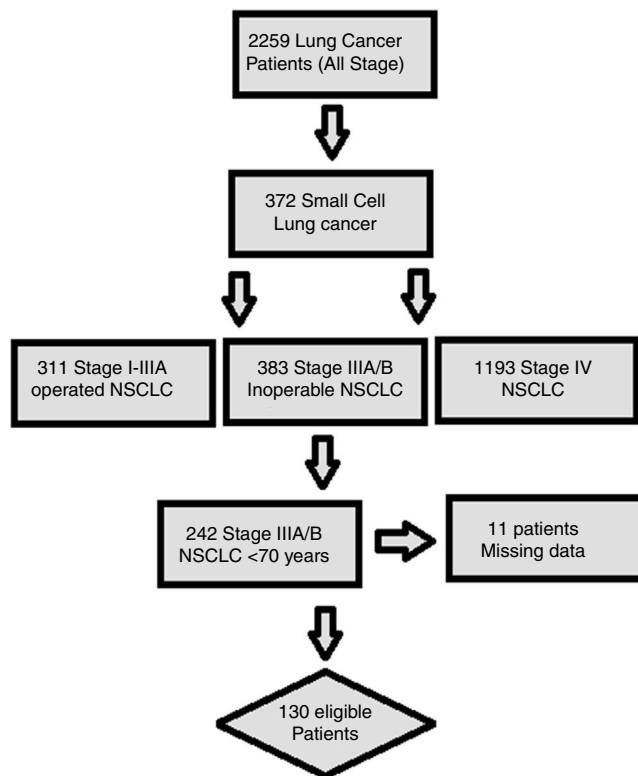 2259 Lung Cancer
Patients (All Stage)
372 Small Cell
Lung cancer
311 Stage I-IIIA
operated NSCLC
383 Stage IIIA/B
Inoperable NSCLC
1193 Stage IV
NSCLC
242 Stage IIIA/B
NSCLC <70 years
11 patients
Missing data
130 eligible
Patients